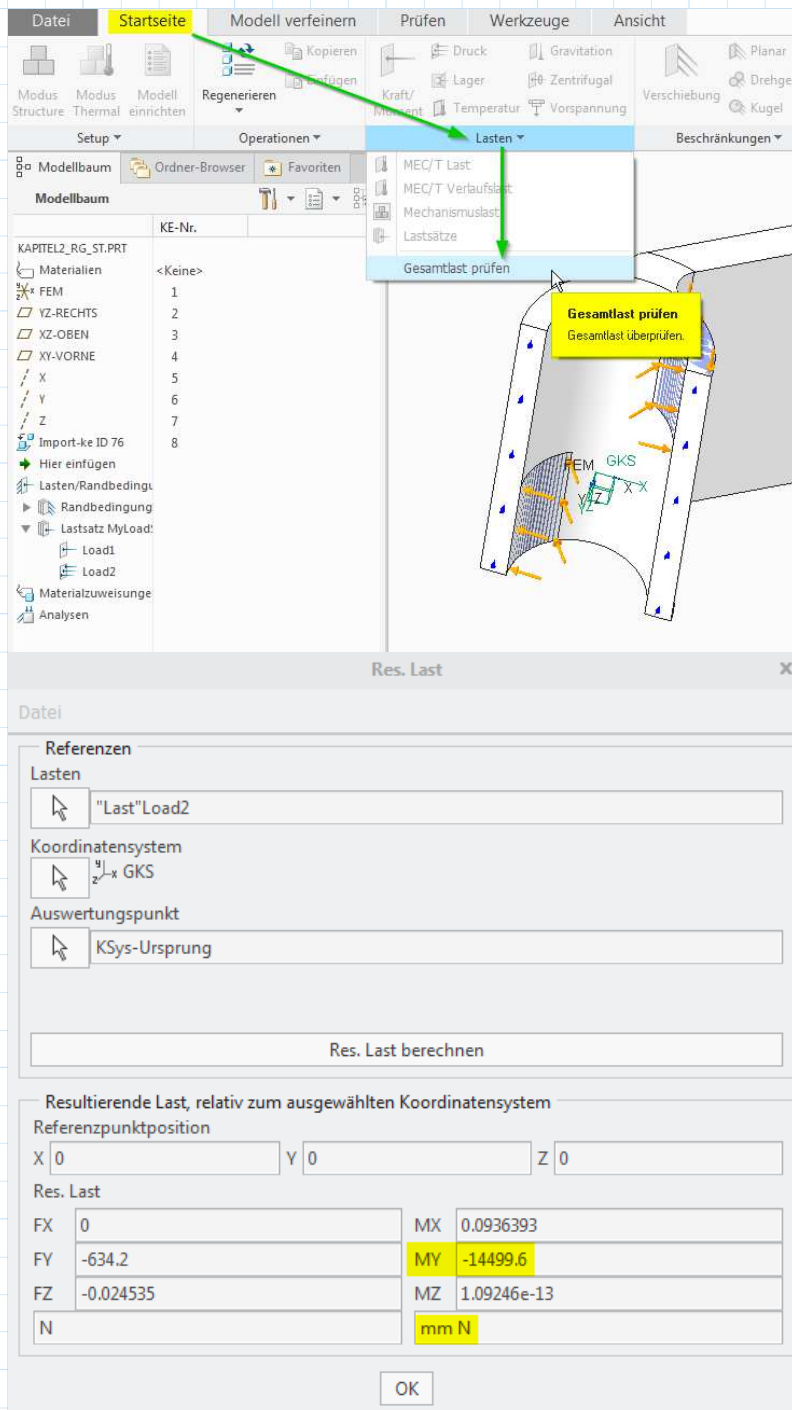 Datei Startseite Modell verfeinern Prüfen Werkzeuge Ansicht
Kopieren Druck Gravitation Planar
Einfügen Lager Zentrifugal
Modus Structure Modus Thermal Modell einrichten Regenerieren Kraft/Moment Temperatur Vorspannung Verschiebung Kugel
Setup Operationen Lasten Beschränkungen
Modellbaum Ordner-Browser Favoriten
MEC/T Last
Modellbaum
MEC/T Verlaufslast
Mechanismuslast
Lastsätze
Gesamtlast prüfen
KE-Nr.
KAPITEL2_RG_ST.PRT
Materialien <Keine>
FEM 1
YZ-RECHTS 2
XZ-OBEN 3
XY-VORNE 4
X 5
Y 6
Z 7
Import-ke ID 76 8
Hier einfügen
Lasten/Randbedingu
Randbedingung
Lastsatz MyLoad
Load1
Load2
Materialzuweisunge
Analysen
Gesamtlast prüfen
Gesamtlast überprüfen.
FEM GKS
X X
Y Z
Res. Last X
Datei
Referenzen
Lasten
"Last"Load2
Koordinatensystem
y z x GKS
Auswertungspunkt
KSys-Ursprung
Res. Last berechnen
Resultierende Last, relativ zum ausgewählten Koordinatensystem
Referenzpunktposition
X 0 Y 0 Z 0
Res. Last
FX 0 MX 0.0936393
FY -634.2 MY -14499.6
FZ -0.024535 MZ 1.09246e-13
N mm N
OK